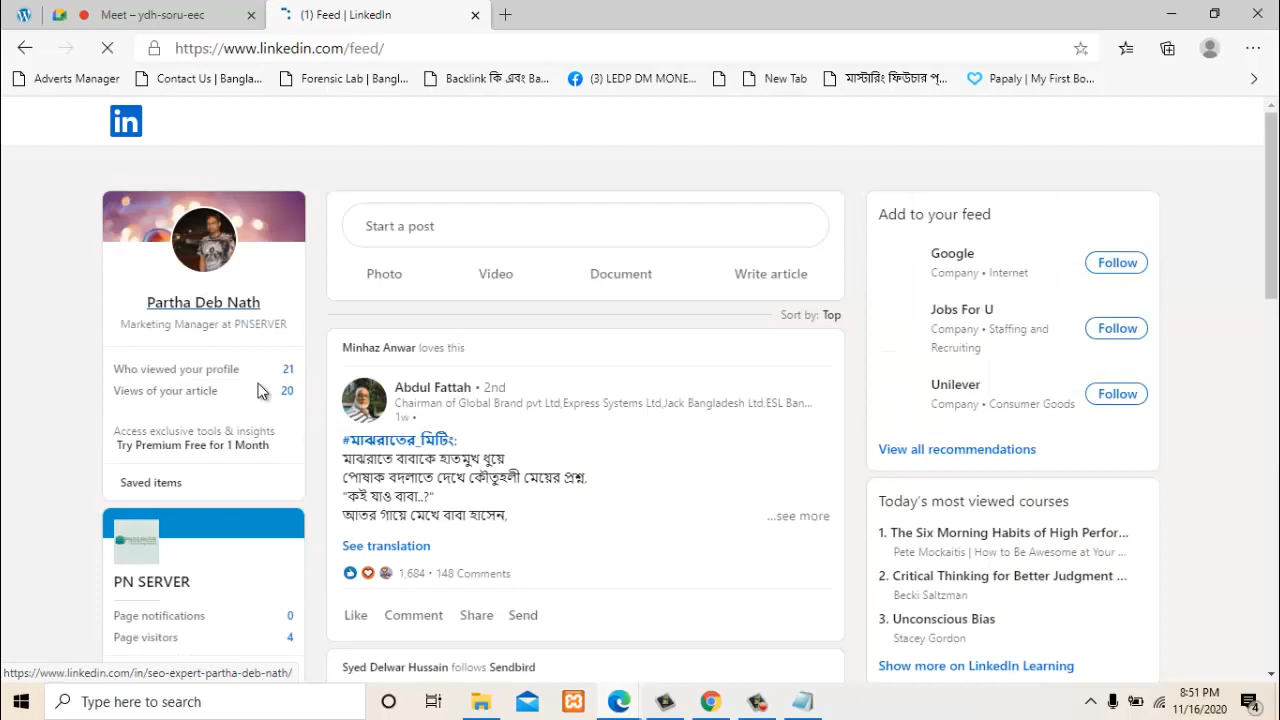 Meet – ydh-soru-eec
(1) Feed | LinkedIn
https://www.linkedin.com/feed/
Adverts Manager
Contact Us | Bangla...
Forensic Lab | Bangl...
Backlink কি এবং Ba...
(3) LEDP DM MONE...
New Tab
মাস্টারিং ফিউচার প্...
Papaly | My First Bo...
in
Partha Deb Nath
Marketing Manager at PNSERVER
Who viewed your profile 21
Views of your article 20
Access exclusive tools & insights
Try Premium Free for 1 Month
Saved items
PN SERVER
Page notifications 0
Page visitors 4
Start a post
Photo Video Document Write article
Sort by: Top
Minhaz Anwar loves this
Abdul Fattah • 2nd
Chairman of Global Brand pvt Ltd,Express Systems Ltd,Jack Bangladesh Ltd,ESL Ban...
1w •
#মাঝরাতের_মিটিং:
মাঝরাতে বাবাকে হাতমুখ ধুয়ে
পোষাক বদলাতে দেখে কৌতুহলী মেয়ের প্রশ্ন,
"কই যাও বাবা..?"
আতর গায়ে মেখে বাবা হাসেন,
...see more
See translation
1,684 • 148 Comments
Like Comment Share Send
Syed Delwar Hussain follows Sendbird
Add to your feed
Google
Company • Internet
Follow
Jobs For U
Company • Staffing and
Recruiting
Follow
Unilever
Company • Consumer Goods
Follow
View all recommendations
Today's most viewed courses
1. The Six Morning Habits of High Perfor...
Pete Mockaitis | How to Be Awesome at Your ...
2. Critical Thinking for Better Judgment ...
Becki Saltzman
3. Unconscious Bias
Stacey Gordon
Show more on LinkedIn Learning
https://www.linkedin.com/in/seo-expert-partha-deb-nath/
Type here to search
8:51 PM
11/16/2020
4